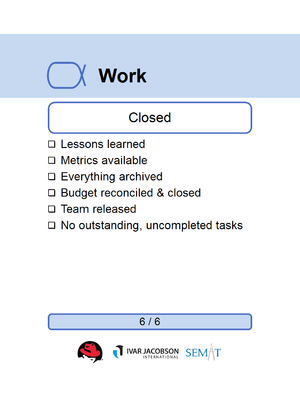 Work
Closed
Lessons learned
Metrics available
Everything archived
Budget reconciled & closed
Team released
No outstanding, uncompleted tasks
6 / 6
IVAR JACOBSON
INTERNATIONAL
SEMAT